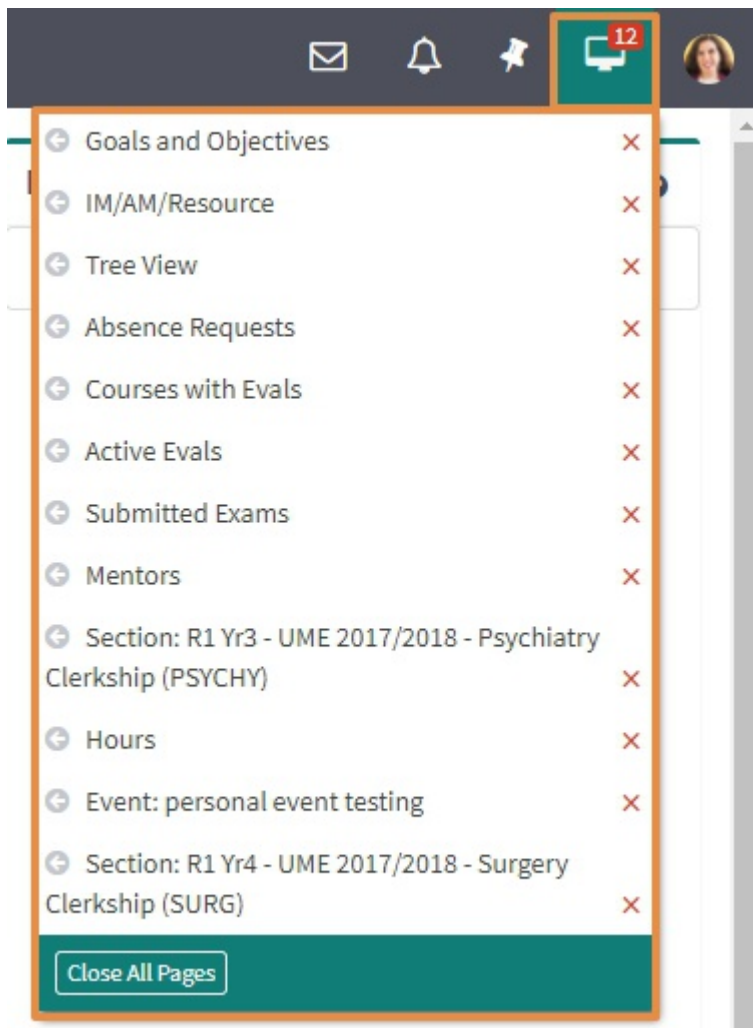 12
Goals and Objectives
IM/AM/Resource
Tree View
Absence Requests
Courses with Evals
Active Evals
Submitted Exams
Mentors
Section: R1 Yr3 - UME 2017/2018 - Psychiatry
Clerkship (PSYCHY)
Hours
Event: personal event testing
Section: R1 Yr4 - UME 2017/2018 - Surgery
Clerkship (SURG)
Close All Pages